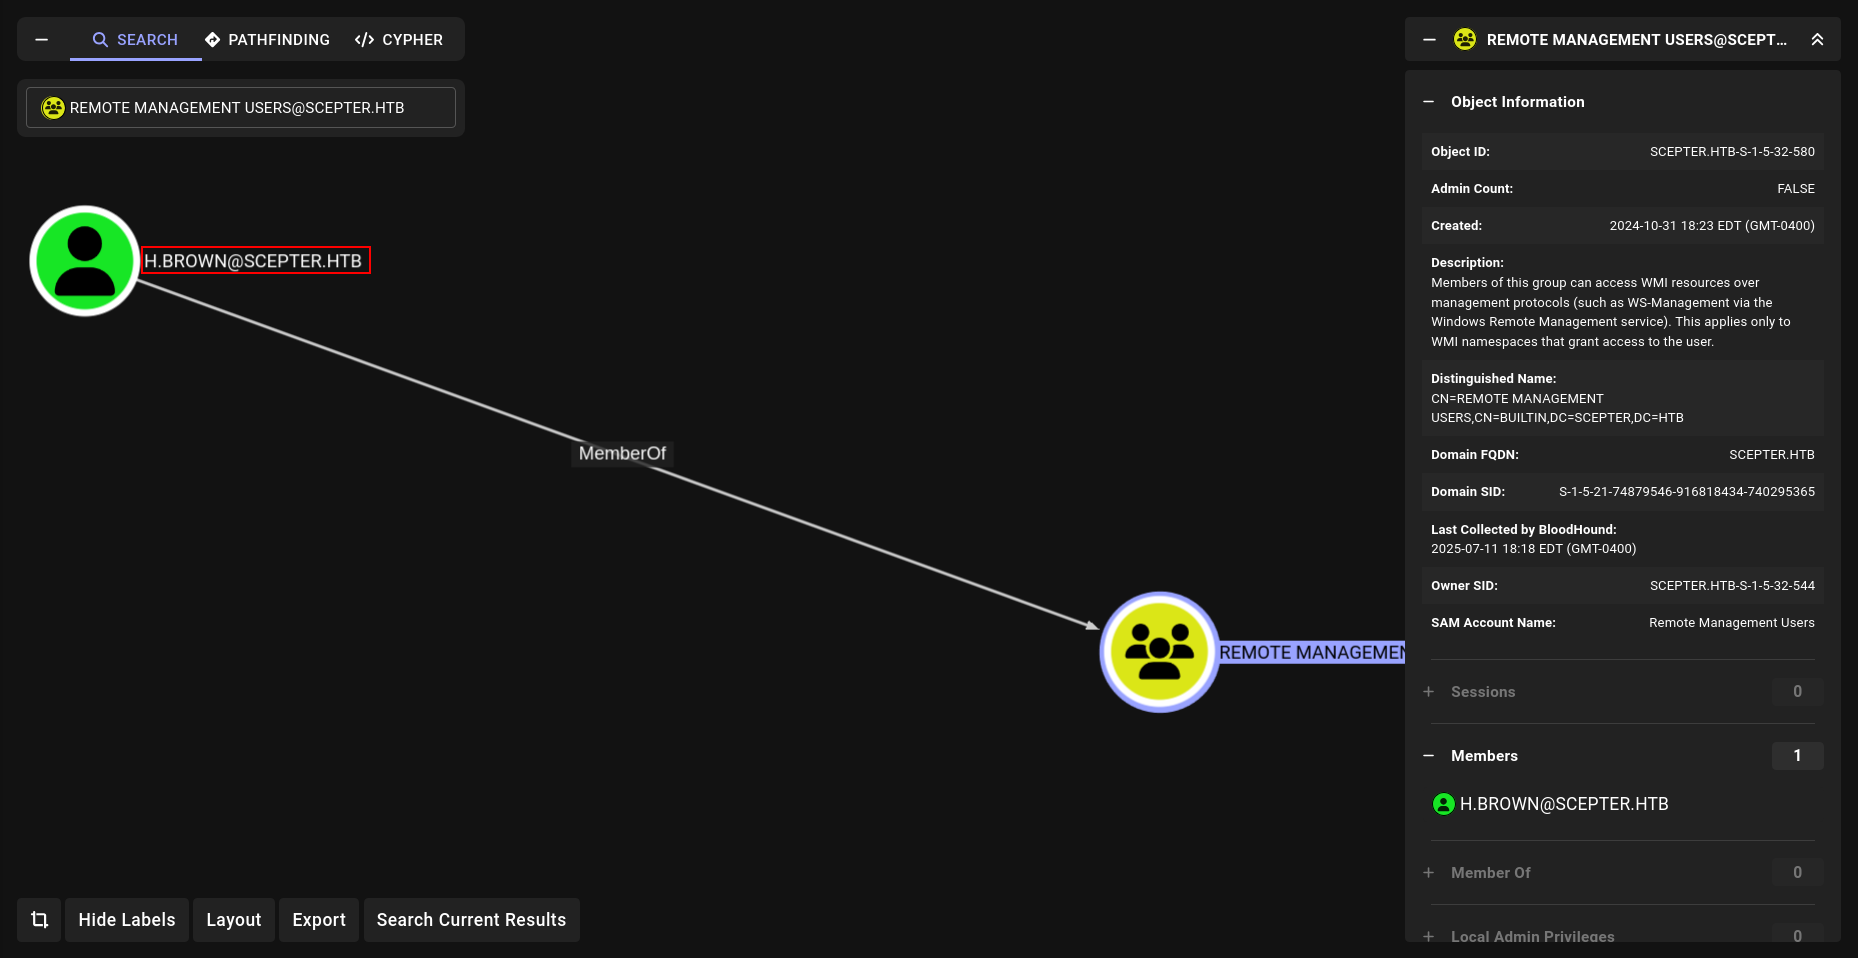 SEARCH
PATHFINDING
CYPHER
REMOTE MANAGEMENT USERS@SCEPTER.HTB
H.BROWN@SCEPTER.HTB
MemberOf
REMOTE MANAGEMEN
Hide Labels
Layout
Export
Search Current Results
REMOTE MANAGEMENT USERS@SCEPT...
Object Information
Object ID: SCEPTER.HTB-S-1-5-32-580
Admin Count: FALSE
Created: 2024-10-31 18:23 EDT (GMT-0400)
Description:
Members of this group can access WMI resources over
management protocols (such as WS-Management via the
Windows Remote Management service). This applies only to
WMI namespaces that grant access to the user.
Distinguished Name:
CN=REMOTE MANAGEMENT
USERS,CN=BUILTIN,DC=SCEPTER,DC=HTB
Domain FQDN: SCEPTER.HTB
Domain SID: S-1-5-21-74879546-916818434-740295365
Last Collected by BloodHound:
2025-07-11 18:18 EDT (GMT-0400)
Owner SID: SCEPTER.HTB-S-1-5-32-544
SAM Account Name: Remote Management Users
Sessions 0
Members 1
H.BROWN@SCEPTER.HTB
Member Of 0
Local Admin Privileges 0